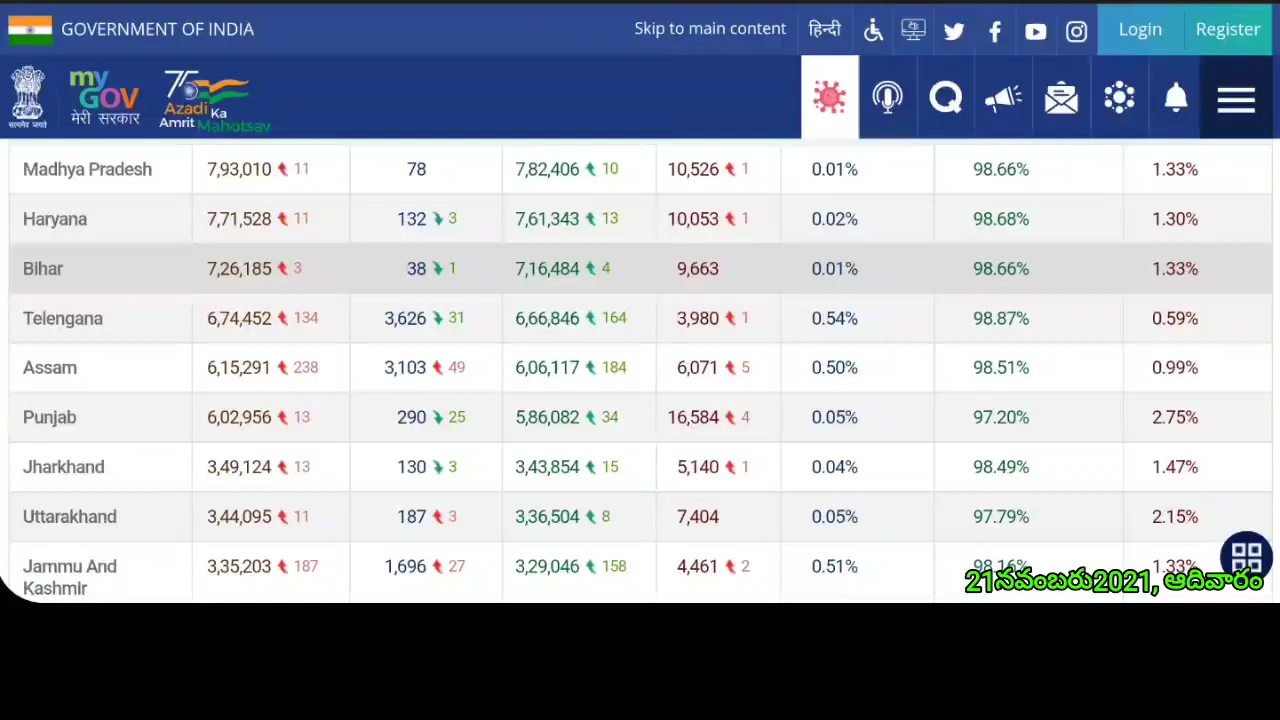 GOVERNMENT OF INDIA Skip to main content हिन्दी Login Register
सत्यमेव जयते my GOV मेरी सरकार 75 Azadi Ka Amrit Mahotsav
Madhya Pradesh 7,93,010 11 78 7,82,406 10 10,526 1 0.01% 98.66% 1.33%
Haryana 7,71,528 11 132 3 7,61,343 13 10,053 1 0.02% 98.68% 1.30%
Bihar 7,26,185 3 38 1 7,16,484 4 9,663 0.01% 98.66% 1.33%
Telengana 6,74,452 134 3,626 31 6,66,846 164 3,980 1 0.54% 98.87% 0.59%
Assam 6,15,291 238 3,103 49 6,06,117 184 6,071 5 0.50% 98.51% 0.99%
Punjab 6,02,956 13 290 25 5,86,082 34 16,584 4 0.05% 97.20% 2.75%
Jharkhand 3,49,124 13 130 3 3,43,854 15 5,140 1 0.04% 98.49% 1.47%
Uttarakhand 3,44,095 11 187 3 3,36,504 8 7,404 0.05% 97.79% 2.15%
Jammu And Kashmir 3,35,203 187 1,696 27 3,29,046 158 4,461 2 0.51% 98.16% 1.33%
21నవంబరు2021, ఆదివారం